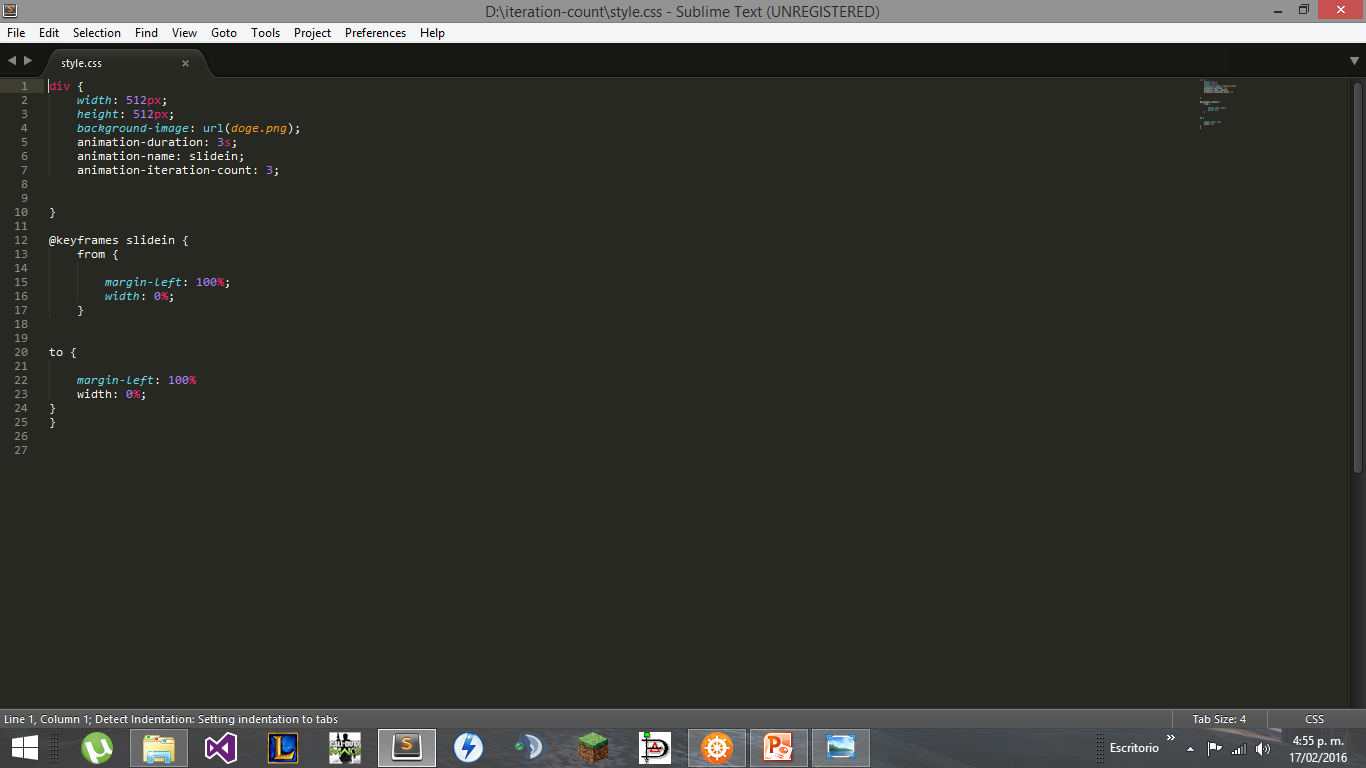 D:\iteration-count\style.css - Sublime Text (UNREGISTERED)
File Edit Selection Find View Goto Tools Project Preferences Help
style.css
1 div {
2 width: 512px;
3 height: 512px;
4 background-image: url(doge.png);
5 animation-duration: 3s;
6 animation-name: slidein;
7 animation-iteration-count: 3;
8
9
10 }
11
12 @keyframes slidein {
13 from {
14
15 margin-left: 100%;
16 width: 0%;
17 }
18
19
20 to {
21
22 margin-left: 100%
23 width: 0%;
24 }
25 }
26
27
Line 1, Column 1; Detect Indentation: Setting indentation to tabs Tab Size: 4 CSS
Escritorio 4:55 p. m.
17/02/2016